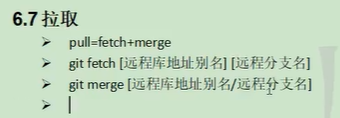 6.7 拉取
pull=fetch+merge
git fetch [远程库地址别名] [远程分支名]
git merge [远程库地址别名/远程分支名]